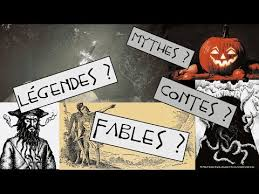 MYTHES ?
LÉGENDES ?
CONTES ?
FABLES ?